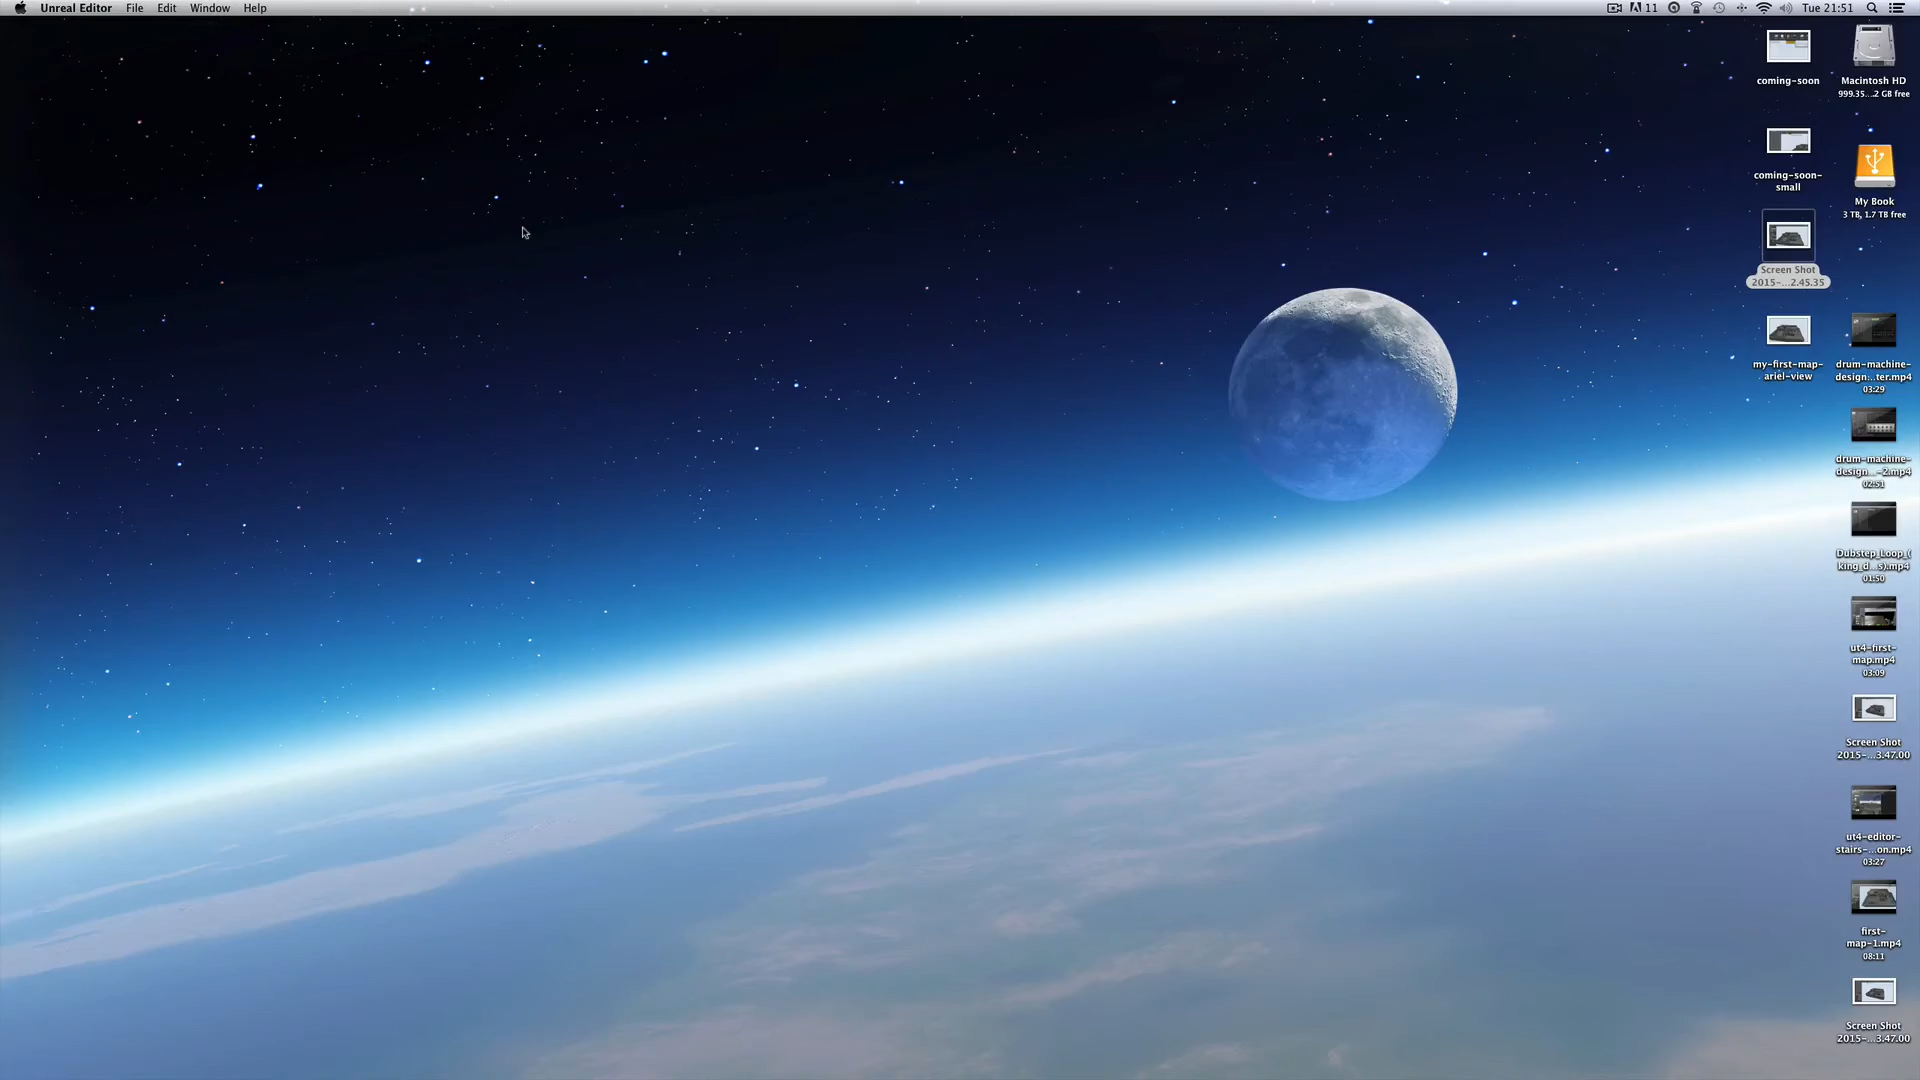 Unreal Editor File Edit Window Help
11 Tue 21:51
coming-soon
Macintosh HD
999.35...2 GB free
coming-soon-
small
My Book
3 TB, 1.7 TB free
Screen Shot
2015-...2.45.35
my-first-map-
ariel-view
drum-machine-
design:..ter.mp4
03:29
drum-machine-
design...-2.mp4
02:51
Dubstep_Loop_(
king_d...s).mp4
01:50
ut4-first-
map.mp4
03:09
Screen Shot
2015-...3.47.00
ut4-editor-
stairs-...on.mp4
03:27
first-
map-1.mp4
08:11
Screen Shot
2015-...3.47.00